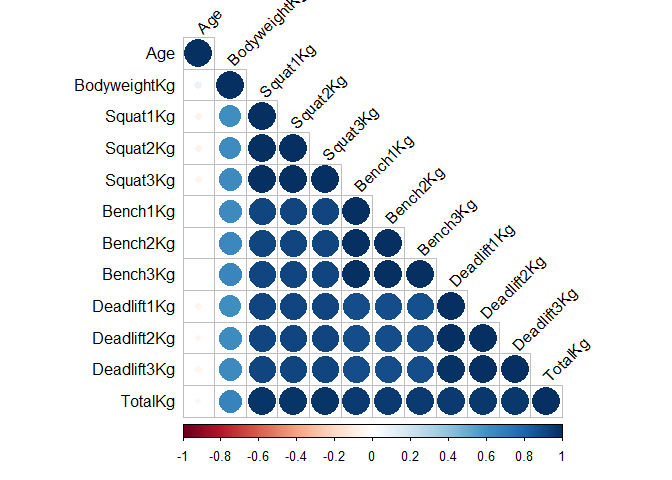 Age
BodyweightKg
Squat1Kg
Squat2Kg
Squat3Kg
Bench1Kg
Bench2Kg
Bench3Kg
Deadlift1Kg
Deadlift2Kg
Deadlift3Kg
TotalKg
Age
BodyweightKg
Squat1Kg
Squat2Kg
Squat3Kg
Bench1Kg
Bench2Kg
Bench3Kg
Deadlift1Kg
Deadlift2Kg
Deadlift3Kg
TotalKg
-1 -0.8 -0.6 -0.4 -0.2 0 0.2 0.4 0.6 0.8 1